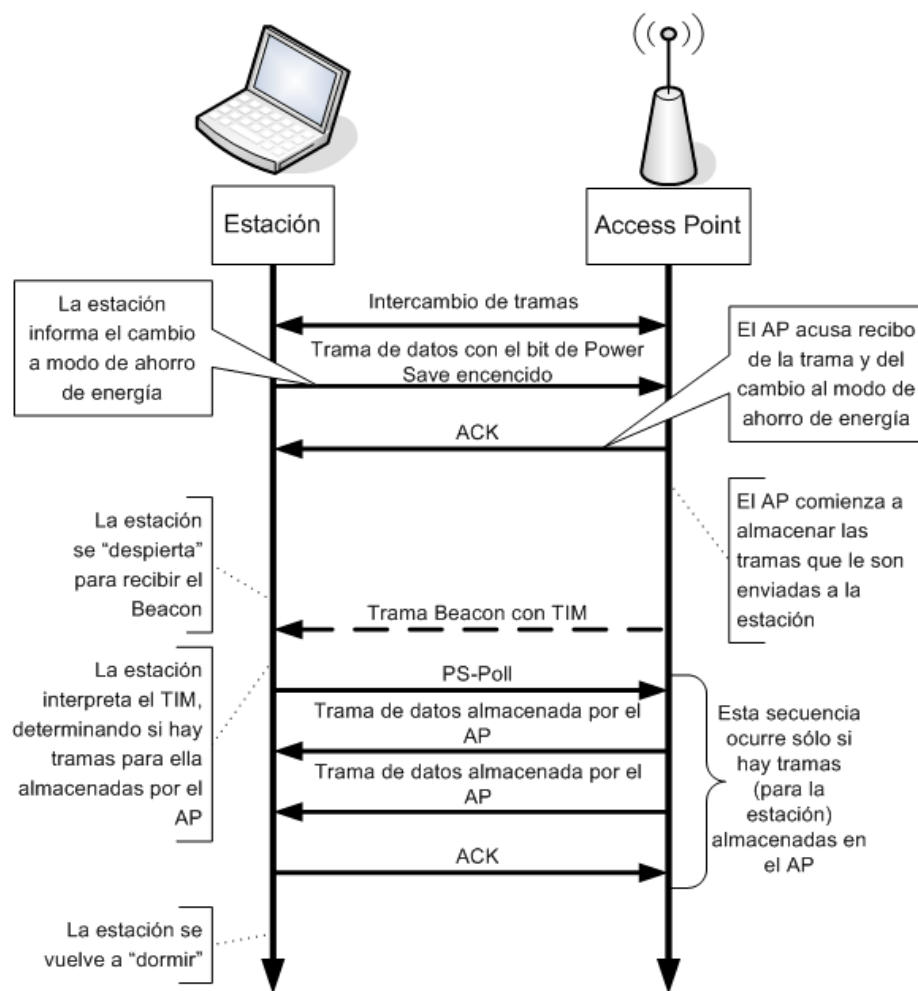 Estación
Access Point
Intercambio de tramas
La estación
informa el cambio
a modo de ahorro
de energía
Trama de datos con el bit de Power
Save encencido
El AP acusa recibo
de la trama y del
cambio al modo de
ahorro de energía
ACK
La estación
se “despierta”
para recibir el
Beacon
El AP comienza a
almacenar las
tramas que le son
enviadas a la
estación
Trama Beacon con TIM
La estación
interpreta el TIM,
determinando si hay
tramas para ella
almacenadas por el
AP
PS-Poll
Trama de datos almacenada por el
AP
Trama de datos almacenada por el
AP
ACK
Esta secuencia
ocurre sólo si
hay tramas
(para la
estación)
almacenadas en
el AP
La estación se
vuelve a “dormir”